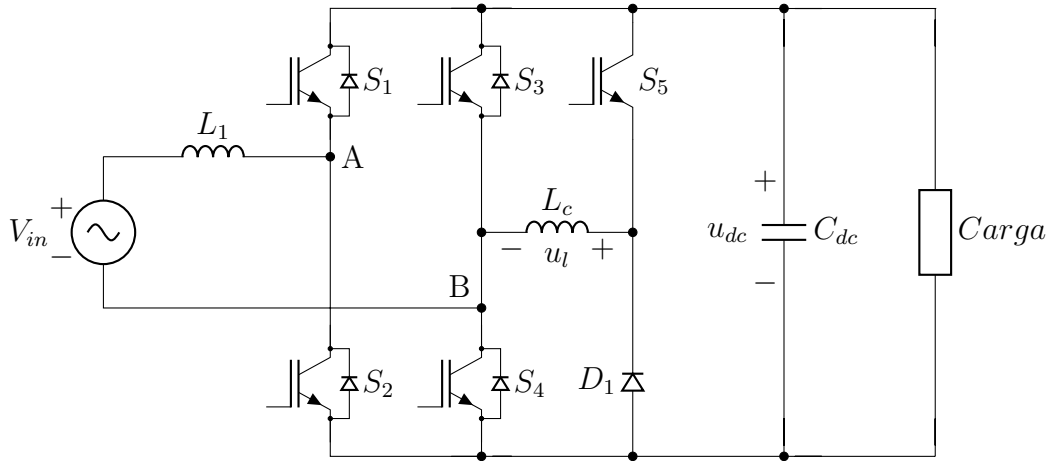 S1
S3
S5
L1
A
+
Vin
−
Lc
− ul +
+
udc
Cdc
−
Carga
B
S2
S4
D1